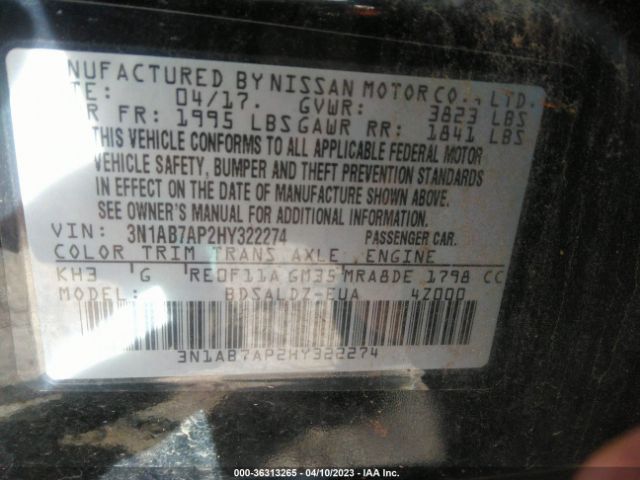 NUFACTURED BY NISSAN MOTOR CO., LTD.
TE: 04/17. GVWR: 3823 LBS
R FR: 1995 LBS GAWR RR: 1841 LBS
THIS VEHICLE CONFORMS TO ALL APPLICABLE FEDERAL MOTOR
VEHICLE SAFETY, BUMPER AND THEFT PREVENTION STANDARDS
IN EFFECT ON THE DATE OF MANUFACTURE SHOWN ABOVE.
SEE OWNER'S MANUAL FOR ADDITIONAL INFORMATION.
VIN: 3N1AB7AP2HY322274 PASSENGER CAR.
COLOR TRIM TRANS AXLE ENGINE
KH3 G RE0F11A GM35 MRA8DE 1798 CC
MODEL BDSALDZ-EUA 4Z000
3N1AB7AP2HY322274
000-36313265 - 04/10/2023 - IAA Inc.